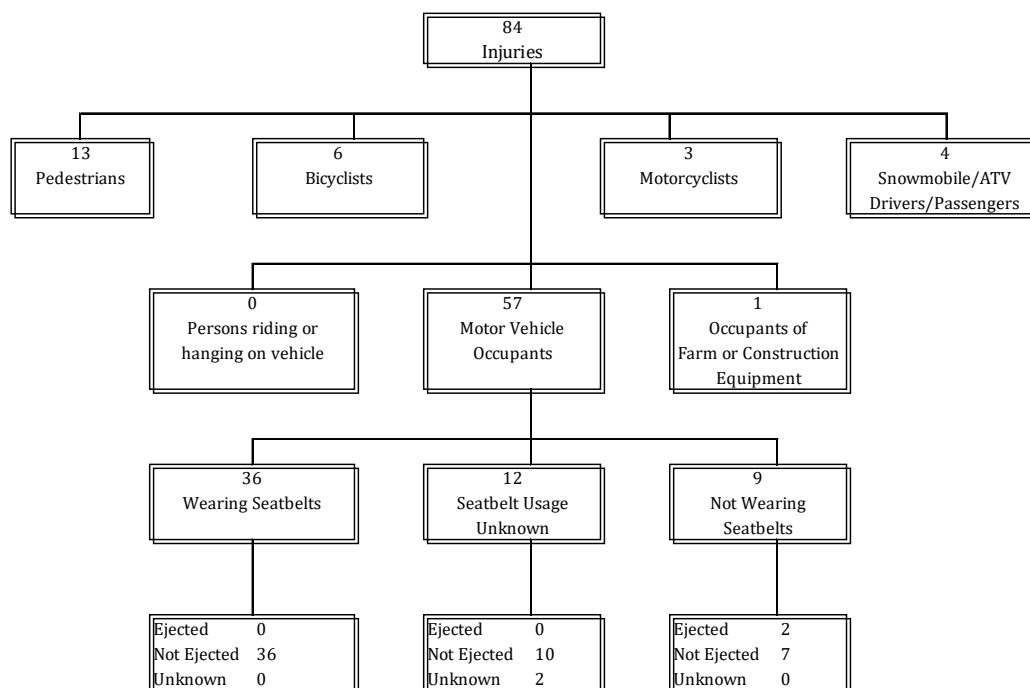 84
Injuries
13
Pedestrians
6
Bicyclists
3
Motorcyclists
4
Snowmobile/ATV
Drivers/Passengers
0
Persons riding or
hanging on vehicle
57
Motor Vehicle
Occupants
1
Occupants of
Farm or Construction
Equipment
36
Wearing Seatbelts
12
Seatbelt Usage
Unknown
9
Not Wearing
Seatbelts
Ejected 0
Not Ejected 36
Unknown 0
Ejected 0
Not Ejected 10
Unknown 2
Ejected 2
Not Ejected 7
Unknown 0